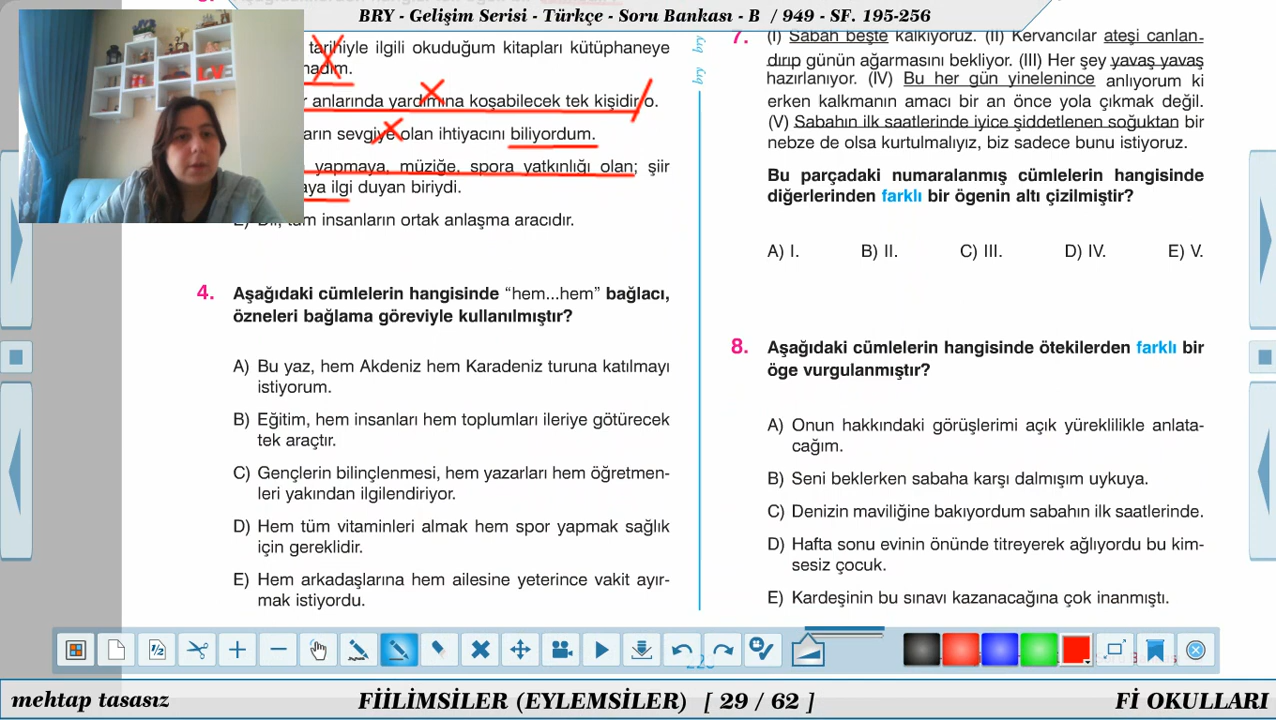 BRY - Gelişim Serisi - Türkçe - Soru Bankası - B / 949 - SF. 195-256
tarihiyle ilgili okuduğum kitapları kütüphaneye
anlarında yardımına koşabilecek tek kişidir o.
sevgiye olan ihtiyacını biliyordum.
yapmaya, müziğe, spora yatkınlığı olan; şiir
ilgi duyan biriydi.
E) Dil, tüm insanların ortak anlaşma aracıdır.
4. Aşağıdaki cümlelerin hangisinde “hem...hem” bağlacı,
özneleri bağlama göreviyle kullanılmıştır?
A) Bu yaz, hem Akdeniz hem Karadeniz turuna katılmayı
istiyorum.
B) Eğitim, hem insanları hem toplumları ileriye götürecek
tek araçtır.
C) Gençlerin bilinçlenmesi, hem yazarları hem öğretmen-
leri yakından ilgilendiriyor.
D) Hem tüm vitaminleri almak hem spor yapmak sağlık
için gereklidir.
E) Hem arkadaşlarına hem ailesine yeterince vakit ayır-
mak istiyordu.
bry bry
7. (I) Sabah beşte kalkıyoruz. (II) Kervancılar ateşi canlan-
dırıp günün ağarmasını bekliyor. (III) Her şey yavaş yavaş
hazırlanıyor. (IV) Bu her gün yinelenince anlıyorum ki
erken kalkmanın amacı bir an önce yola çıkmak değil.
(V) Sabahın ilk saatlerinde iyice şiddetlenen soğuktan bir
nebze de olsa kurtulmalıyız, biz sadece bunu istiyoruz.
Bu parçadaki numaralanmış cümlelerin hangisinde
diğerlerinden farklı bir ögenin altı çizilmiştir?
A) I. B) II. C) III. D) IV. E) V.
8. Aşağıdaki cümlelerin hangisinde ötekilerden farklı bir
öge vurgulanmıştır?
A) Onun hakkındaki görüşlerimi açık yüreklilikle anlata-
cağım.
B) Seni beklerken sabaha karşı dalmışım uykuya.
C) Denizin maviliğine bakıyordum sabahın ilk saatlerinde.
D) Hafta sonu evinin önünde titreyerek ağlıyordu bu kim-
sesiz çocuk.
E) Kardeşinin bu sınavı kazanacağına çok inanmıştı.
1/2
mehtap tasasız FİİLİMSİLER (EYLEMSİLER) [ 29 / 62 ] Fİ OKULLARI